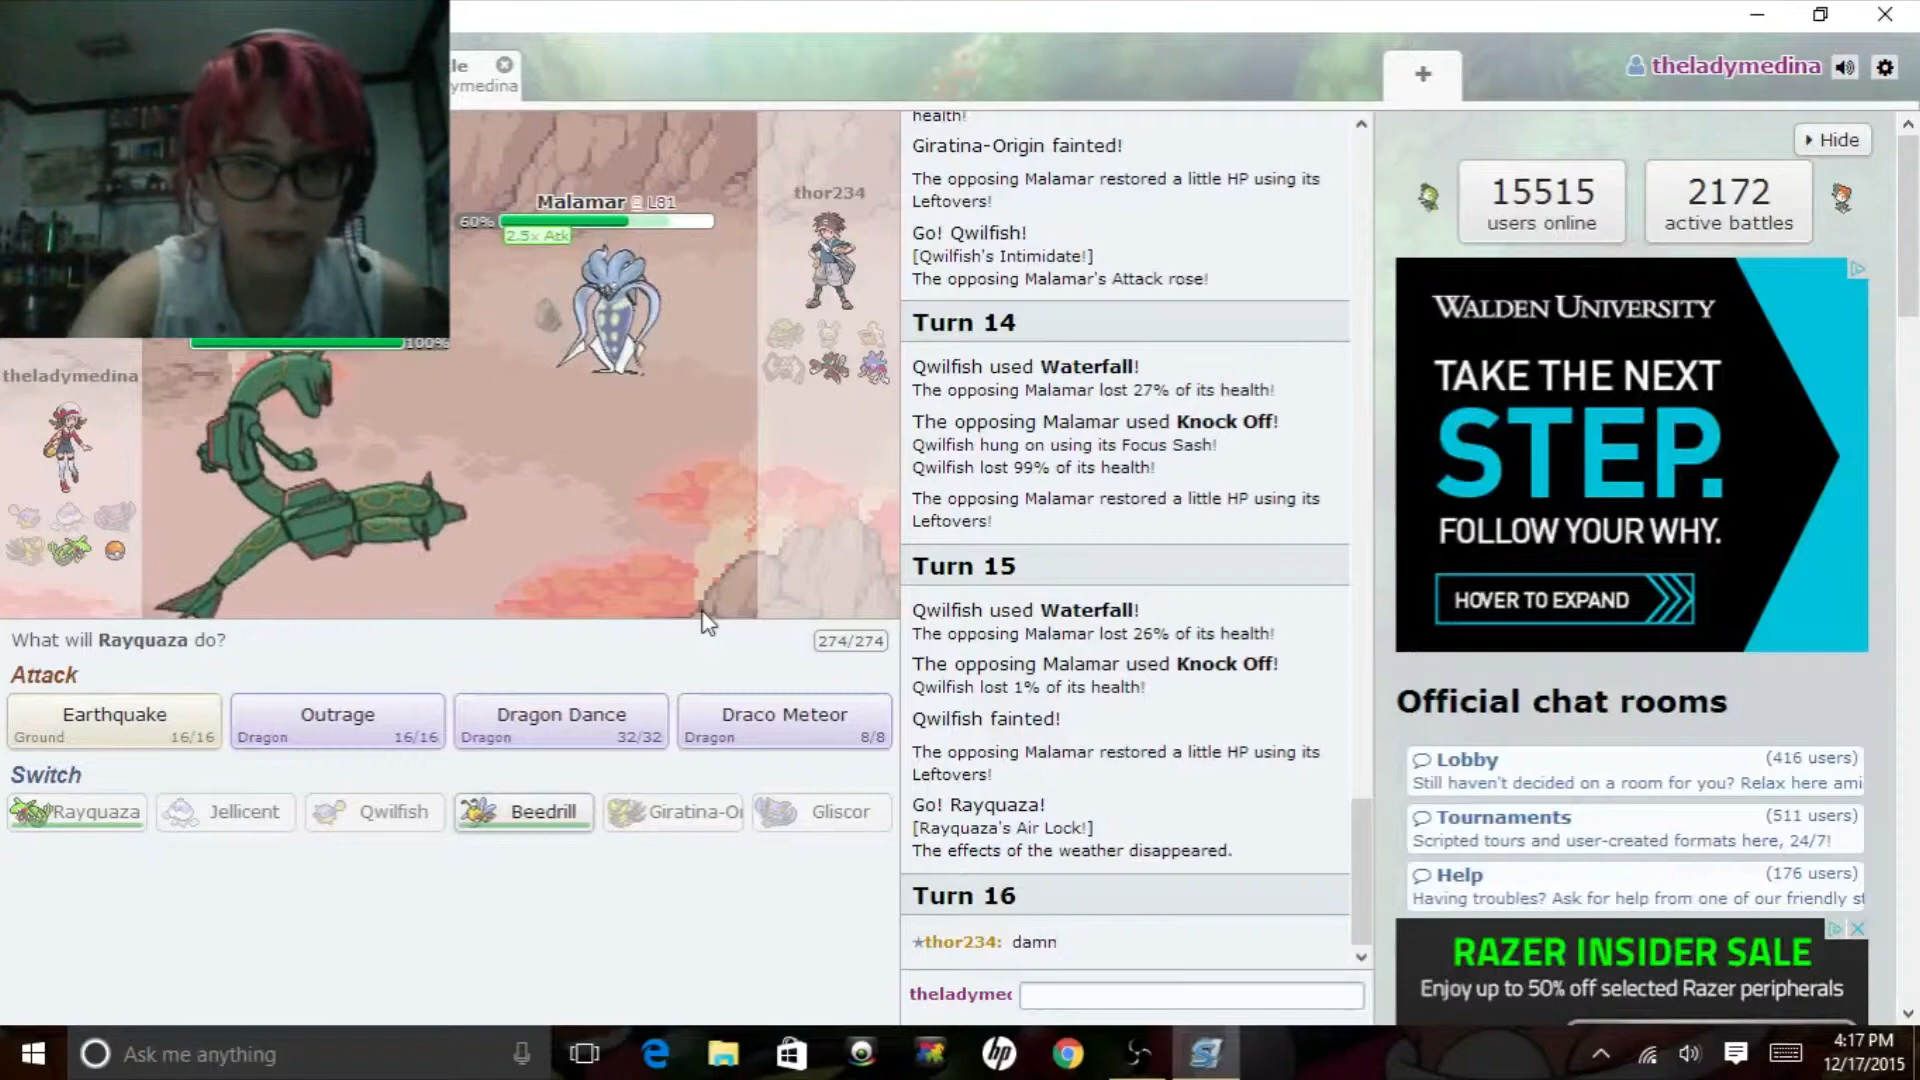 le
ymedina
theladymedina
Malamar L81
60%
2.5x Atk
thor234
100%
theladymedina
What will Rayquaza do?
274/274
Attack
Earthquake
Ground 16/16
Outrage
Dragon 16/16
Dragon Dance
Dragon 32/32
Draco Meteor
Dragon 8/8
Switch
Rayquaza
Jellicent
Qwilfish
Beedrill
Giratina-Or
Gliscor
health!
Giratina-Origin fainted!
The opposing Malamar restored a little HP using its
Leftovers!
Go! Qwilfish!
[Qwilfish's Intimidate!]
The opposing Malamar's Attack rose!
Turn 14
Qwilfish used Waterfall!
The opposing Malamar lost 27% of its health!
The opposing Malamar used Knock Off!
Qwilfish hung on using its Focus Sash!
Qwilfish lost 99% of its health!
The opposing Malamar restored a little HP using its
Leftovers!
Turn 15
Qwilfish used Waterfall!
The opposing Malamar lost 26% of its health!
The opposing Malamar used Knock Off!
Qwilfish lost 1% of its health!
Qwilfish fainted!
The opposing Malamar restored a little HP using its
Leftovers!
Go! Rayquaza!
[Rayquaza's Air Lock!]
The effects of the weather disappeared.
Turn 16
★thor234: damn
theladymed
Hide
15515
users online
2172
active battles
WALDEN UNIVERSITY
TAKE THE NEXT
STEP.
FOLLOW YOUR WHY.
HOVER TO EXPAND
Official chat rooms
Lobby (416 users)
Still haven't decided on a room for you? Relax here ami
Tournaments (511 users)
Scripted tours and user-created formats here, 24/7!
Help (176 users)
Having troubles? Ask for help from one of our friendly st
RAZER INSIDER SALE
Enjoy up to 50% off selected Razer peripherals
Ask me anything
hp
4:17 PM
12/17/2015